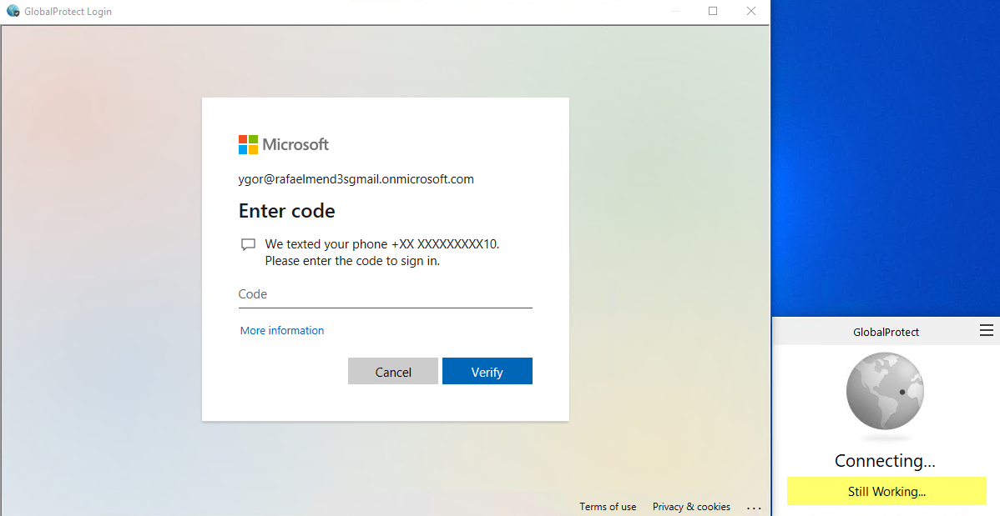 GlobalProtect Login
Microsoft
ygor@rafaelmend3sgmail.onmicrosoft.com
Enter code
We texted your phone +XX XXXXXXXXX10.
Please enter the code to sign in.
Code
More information
Cancel
Verify
Terms of use
Privacy & cookies
...
GlobalProtect
Connecting...
Still Working...